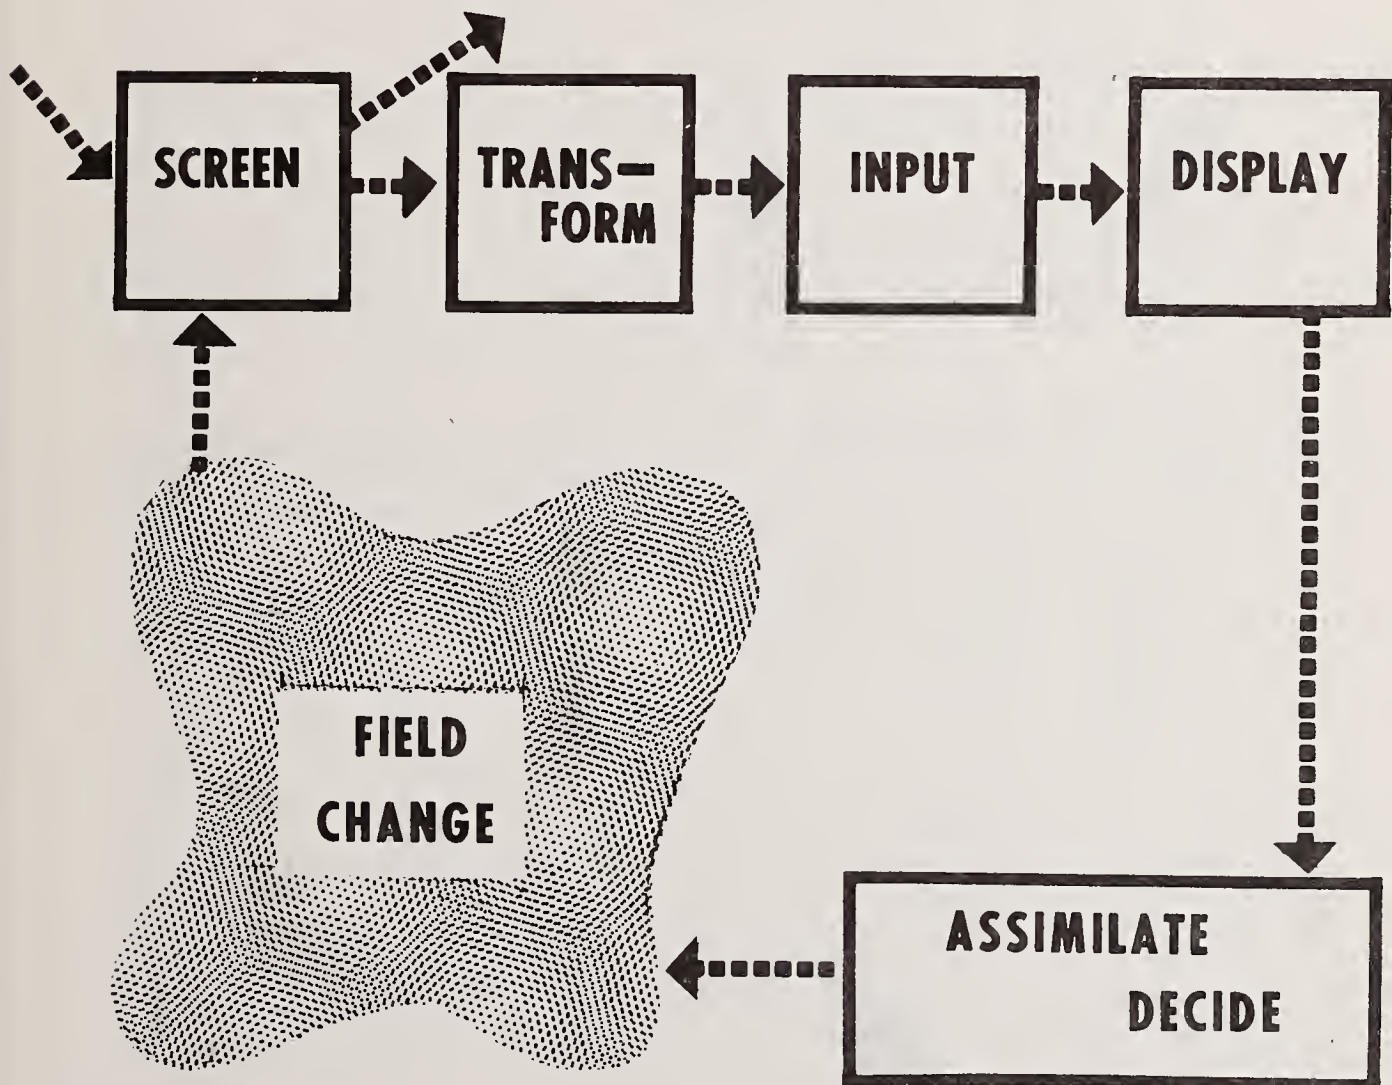 SCREEN
TRANS-
FORM
INPUT
DISPLAY
FIELD
CHANGE
ASSIMILATE
DECIDE